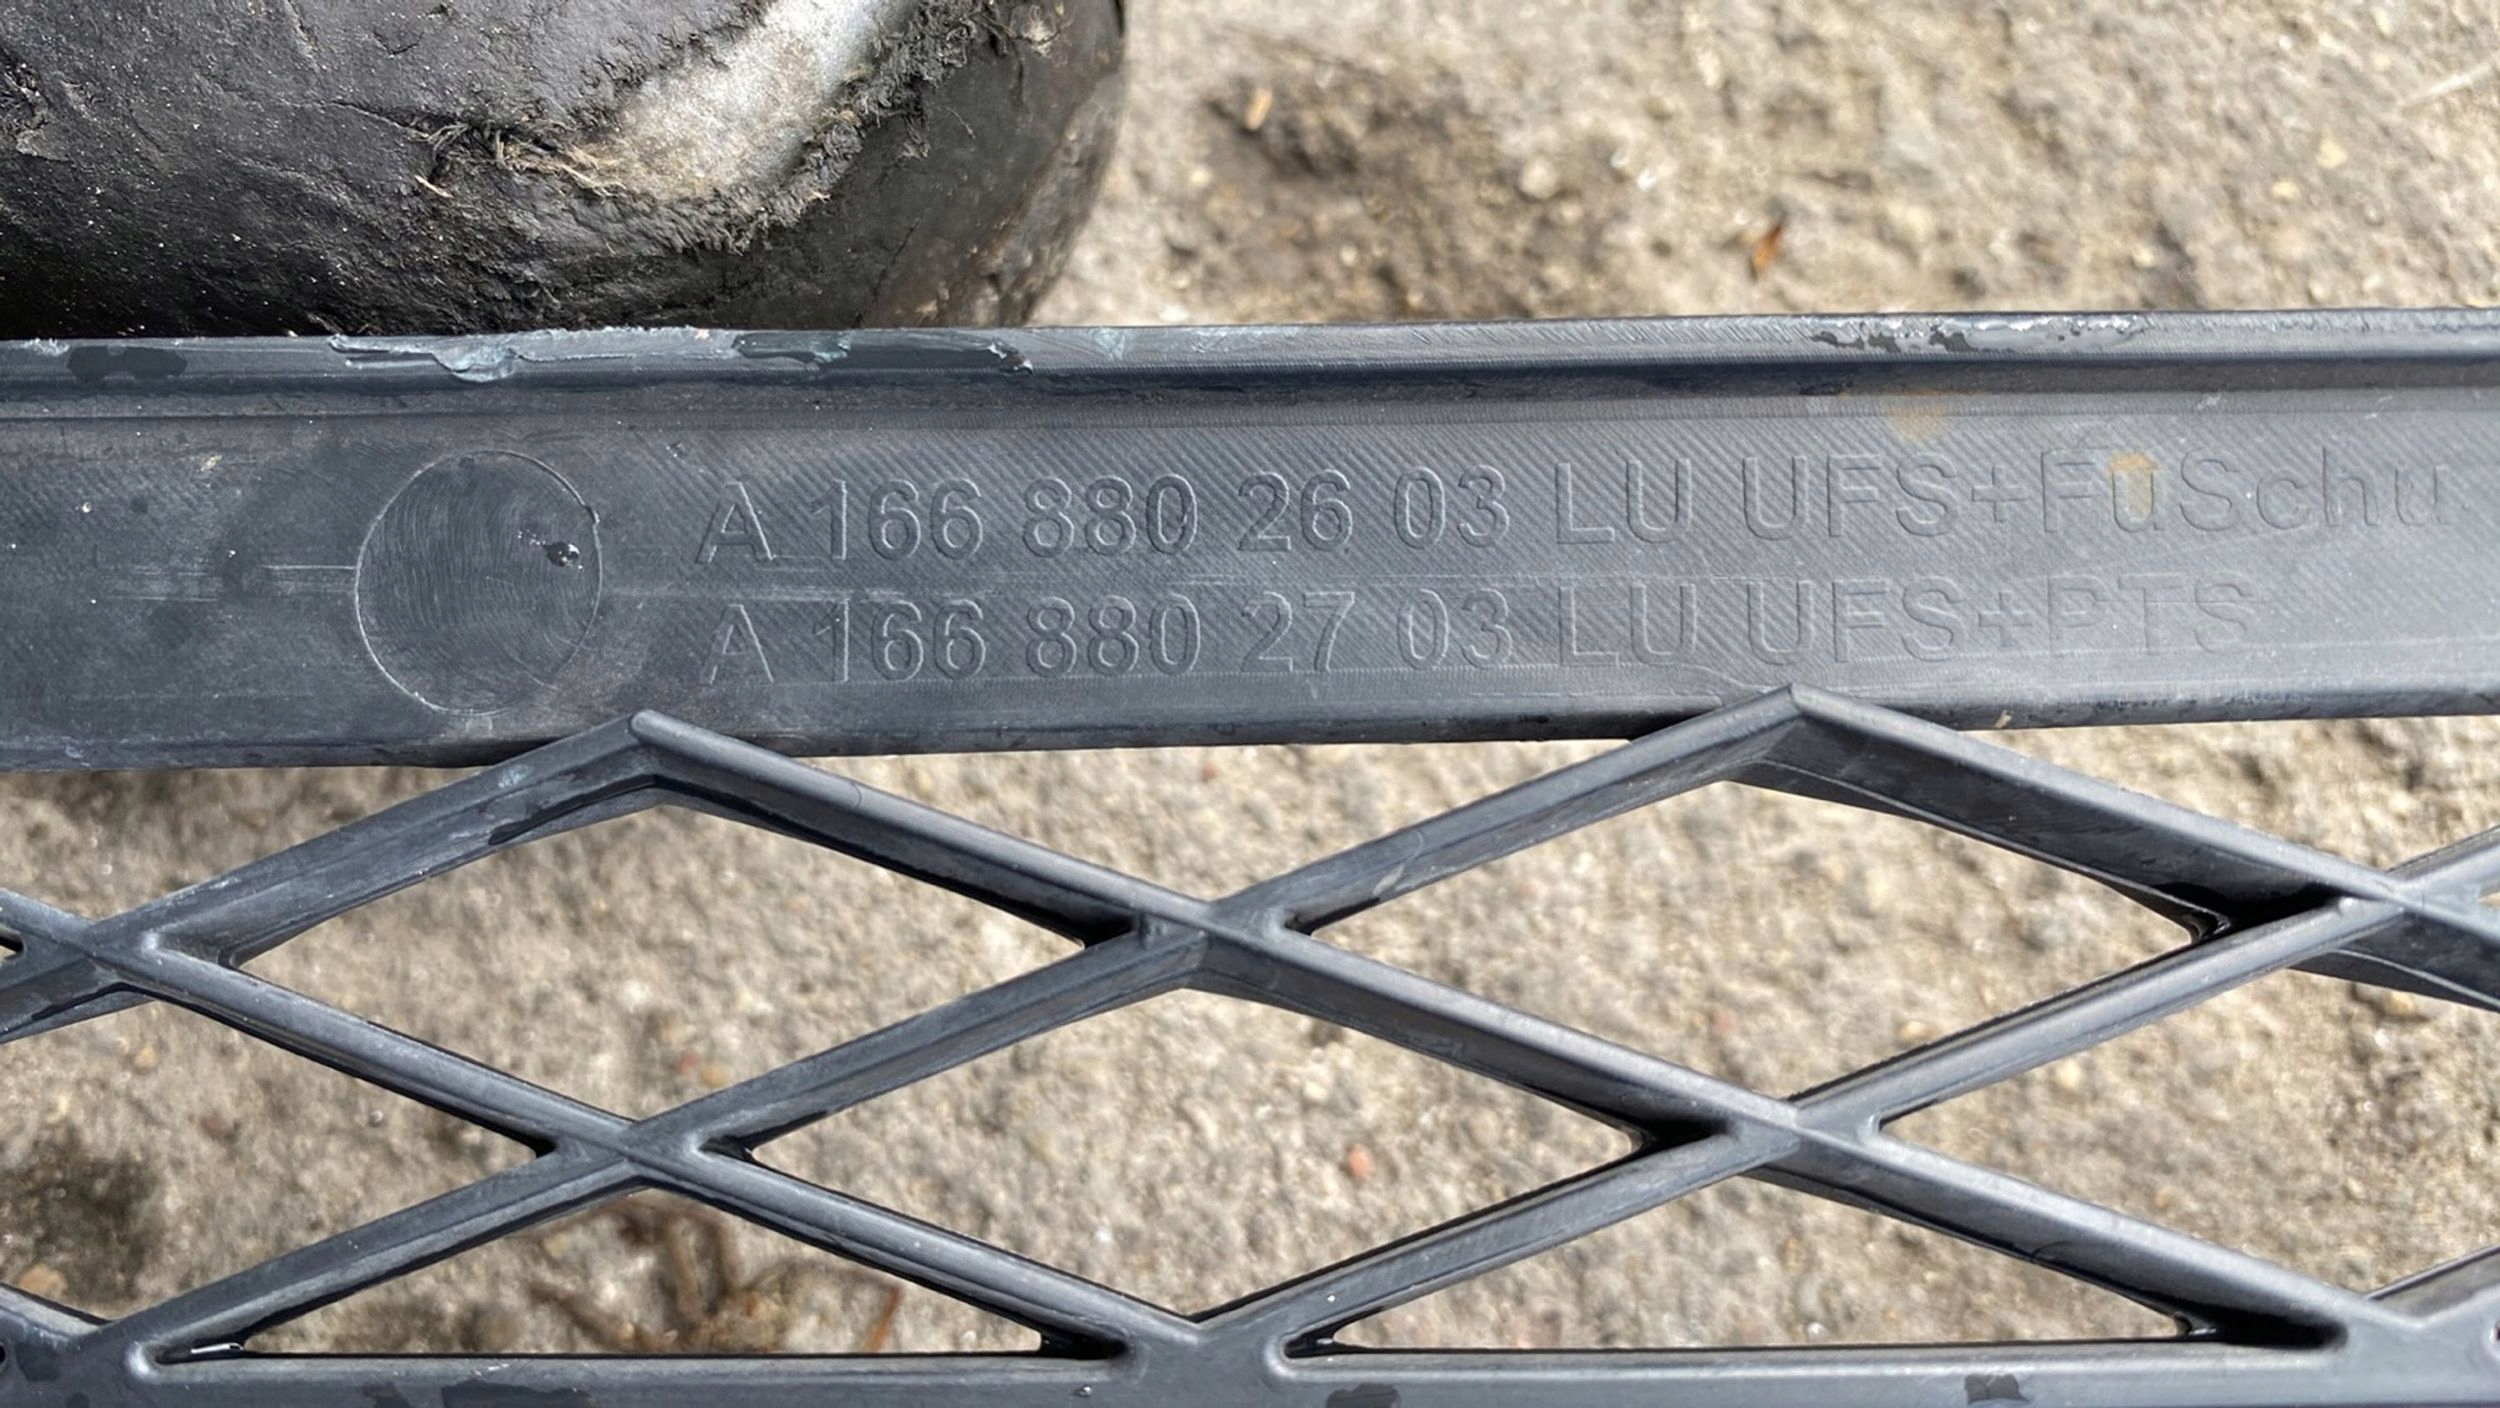 A 166 880 26 03 LU UFS+FuSchu
A 166 880 27 03 LU UFS+PTS